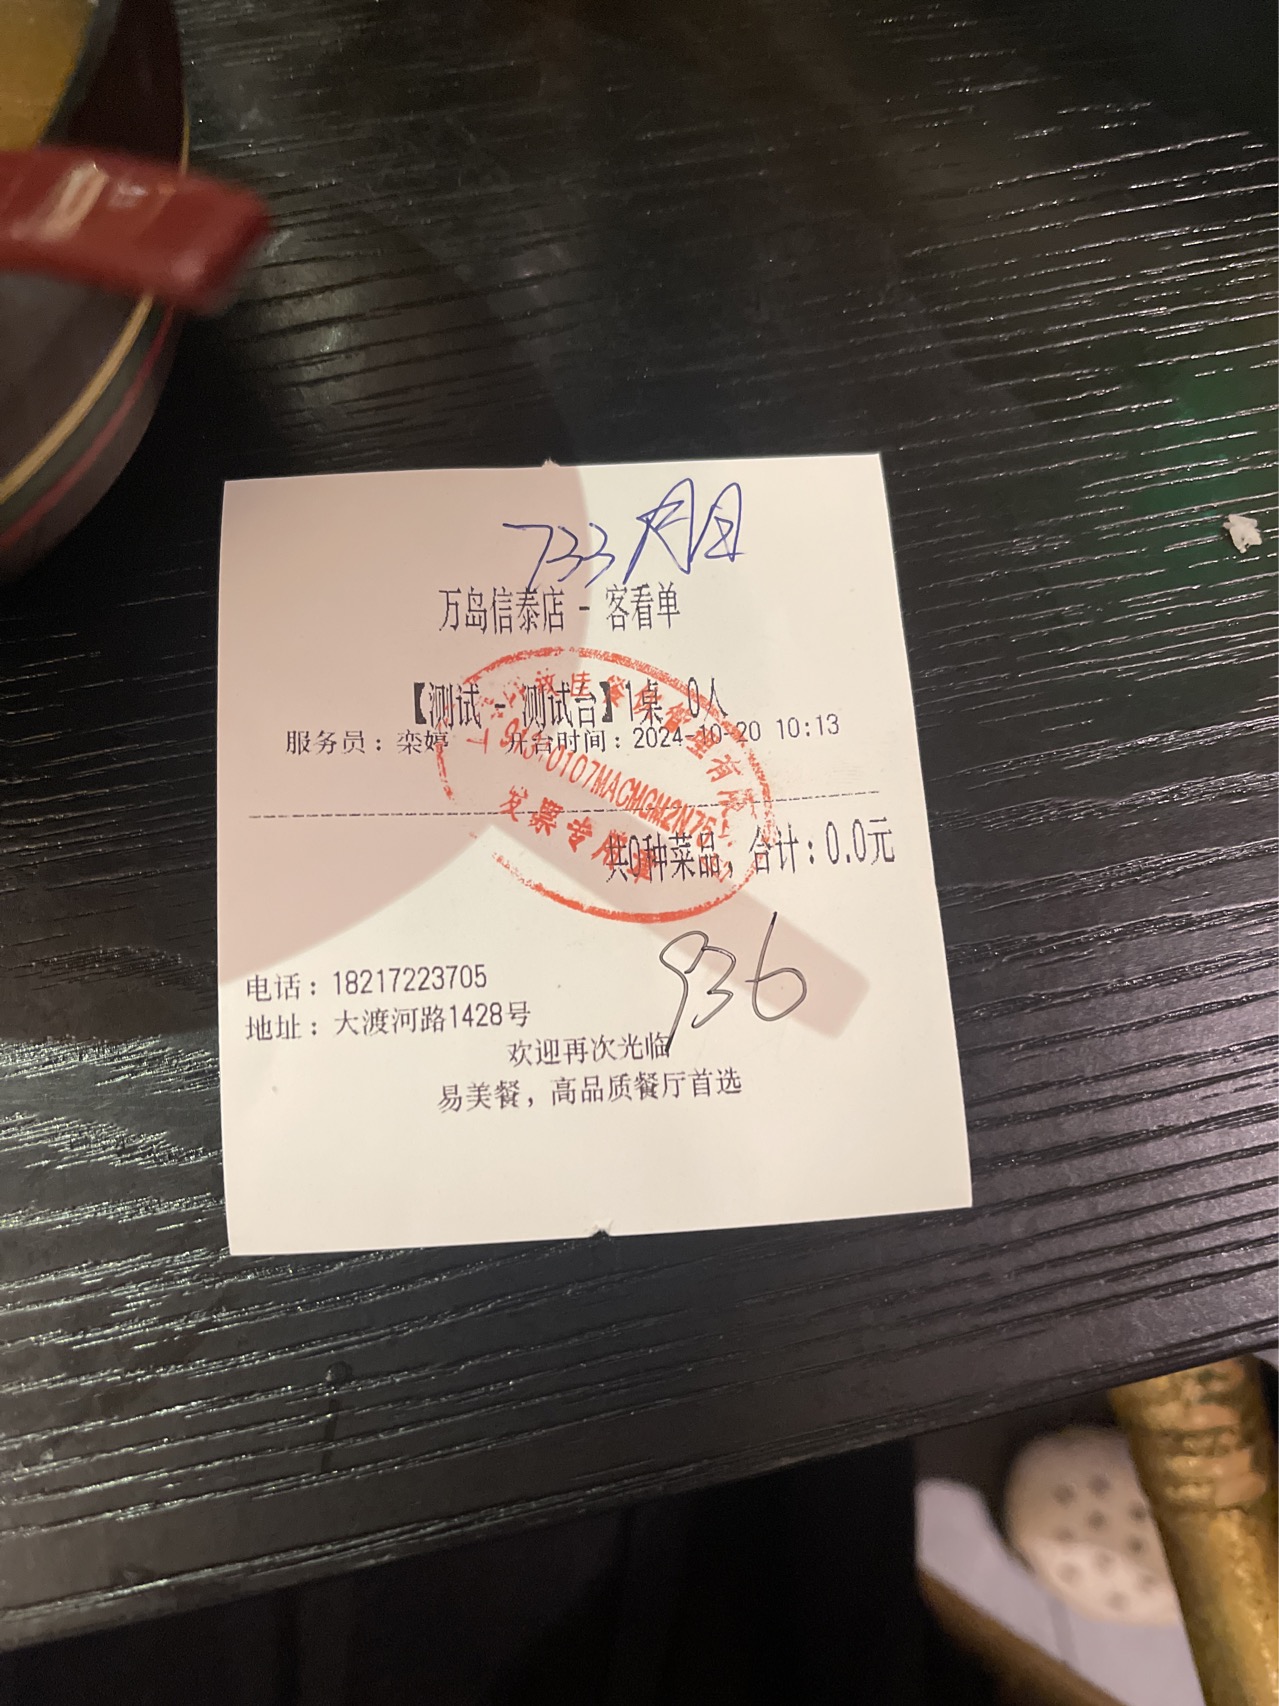 733
万岛信泰店 - 客看单
【测试 - 测试台】1桌 0人
服务员：栾婷 开台时间：2024-10-20 10:13
共0种菜品，合计：0.0元
发票专用章
936
电话：18217223705
地址：大渡河路1428号
欢迎再次光临
易美餐，高品质餐厅首选